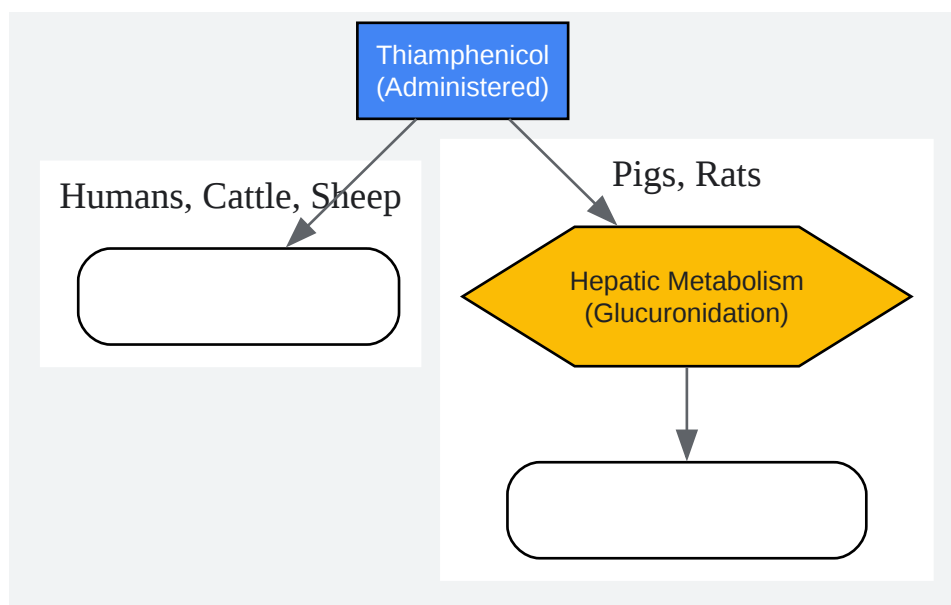 Thiamphenicol
(Administered)
Humans, Cattle, Sheep
Pigs, Rats
Hepatic Metabolism
(Glucuronidation)